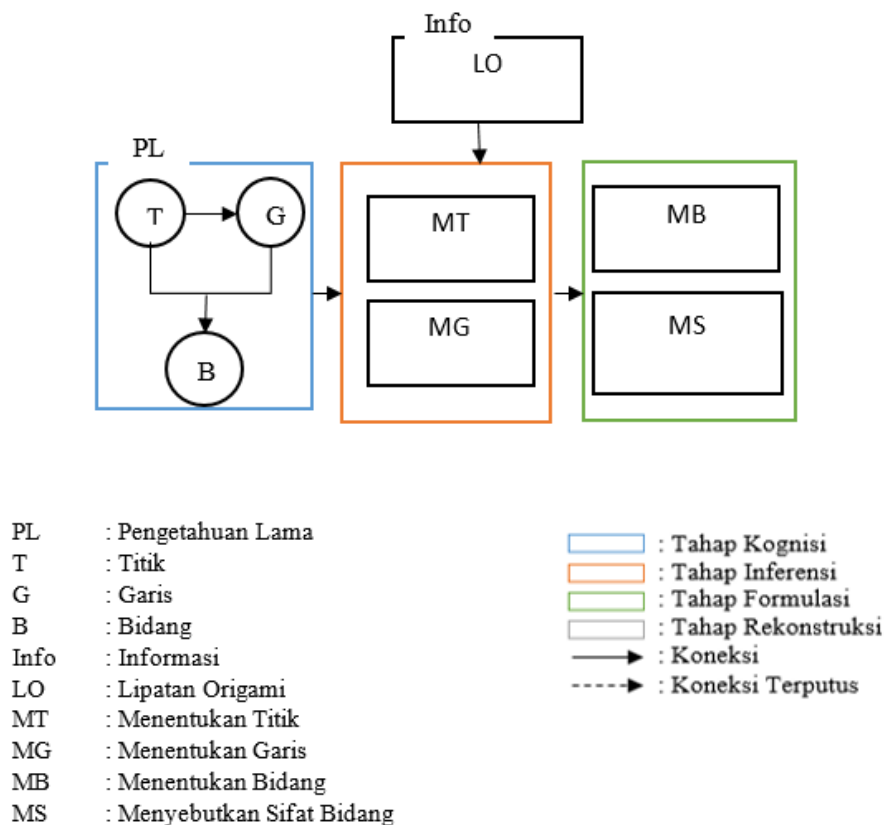 Info
LO
PL
T
G
B
MT
MG
MB
MS
PL : Pengetahuan Lama
T : Titik
G : Garis
B : Bidang
Info : Informasi
LO : Lipatan Origami
MT : Menentukan Titik
MG : Menentukan Garis
MB : Menentukan Bidang
MS : Menyebutkan Sifat Bidang
: Tahap Kognisi
: Tahap Inferensi
: Tahap Formulasi
: Tahap Rekonstruksi
: Koneksi
: Koneksi Terputus